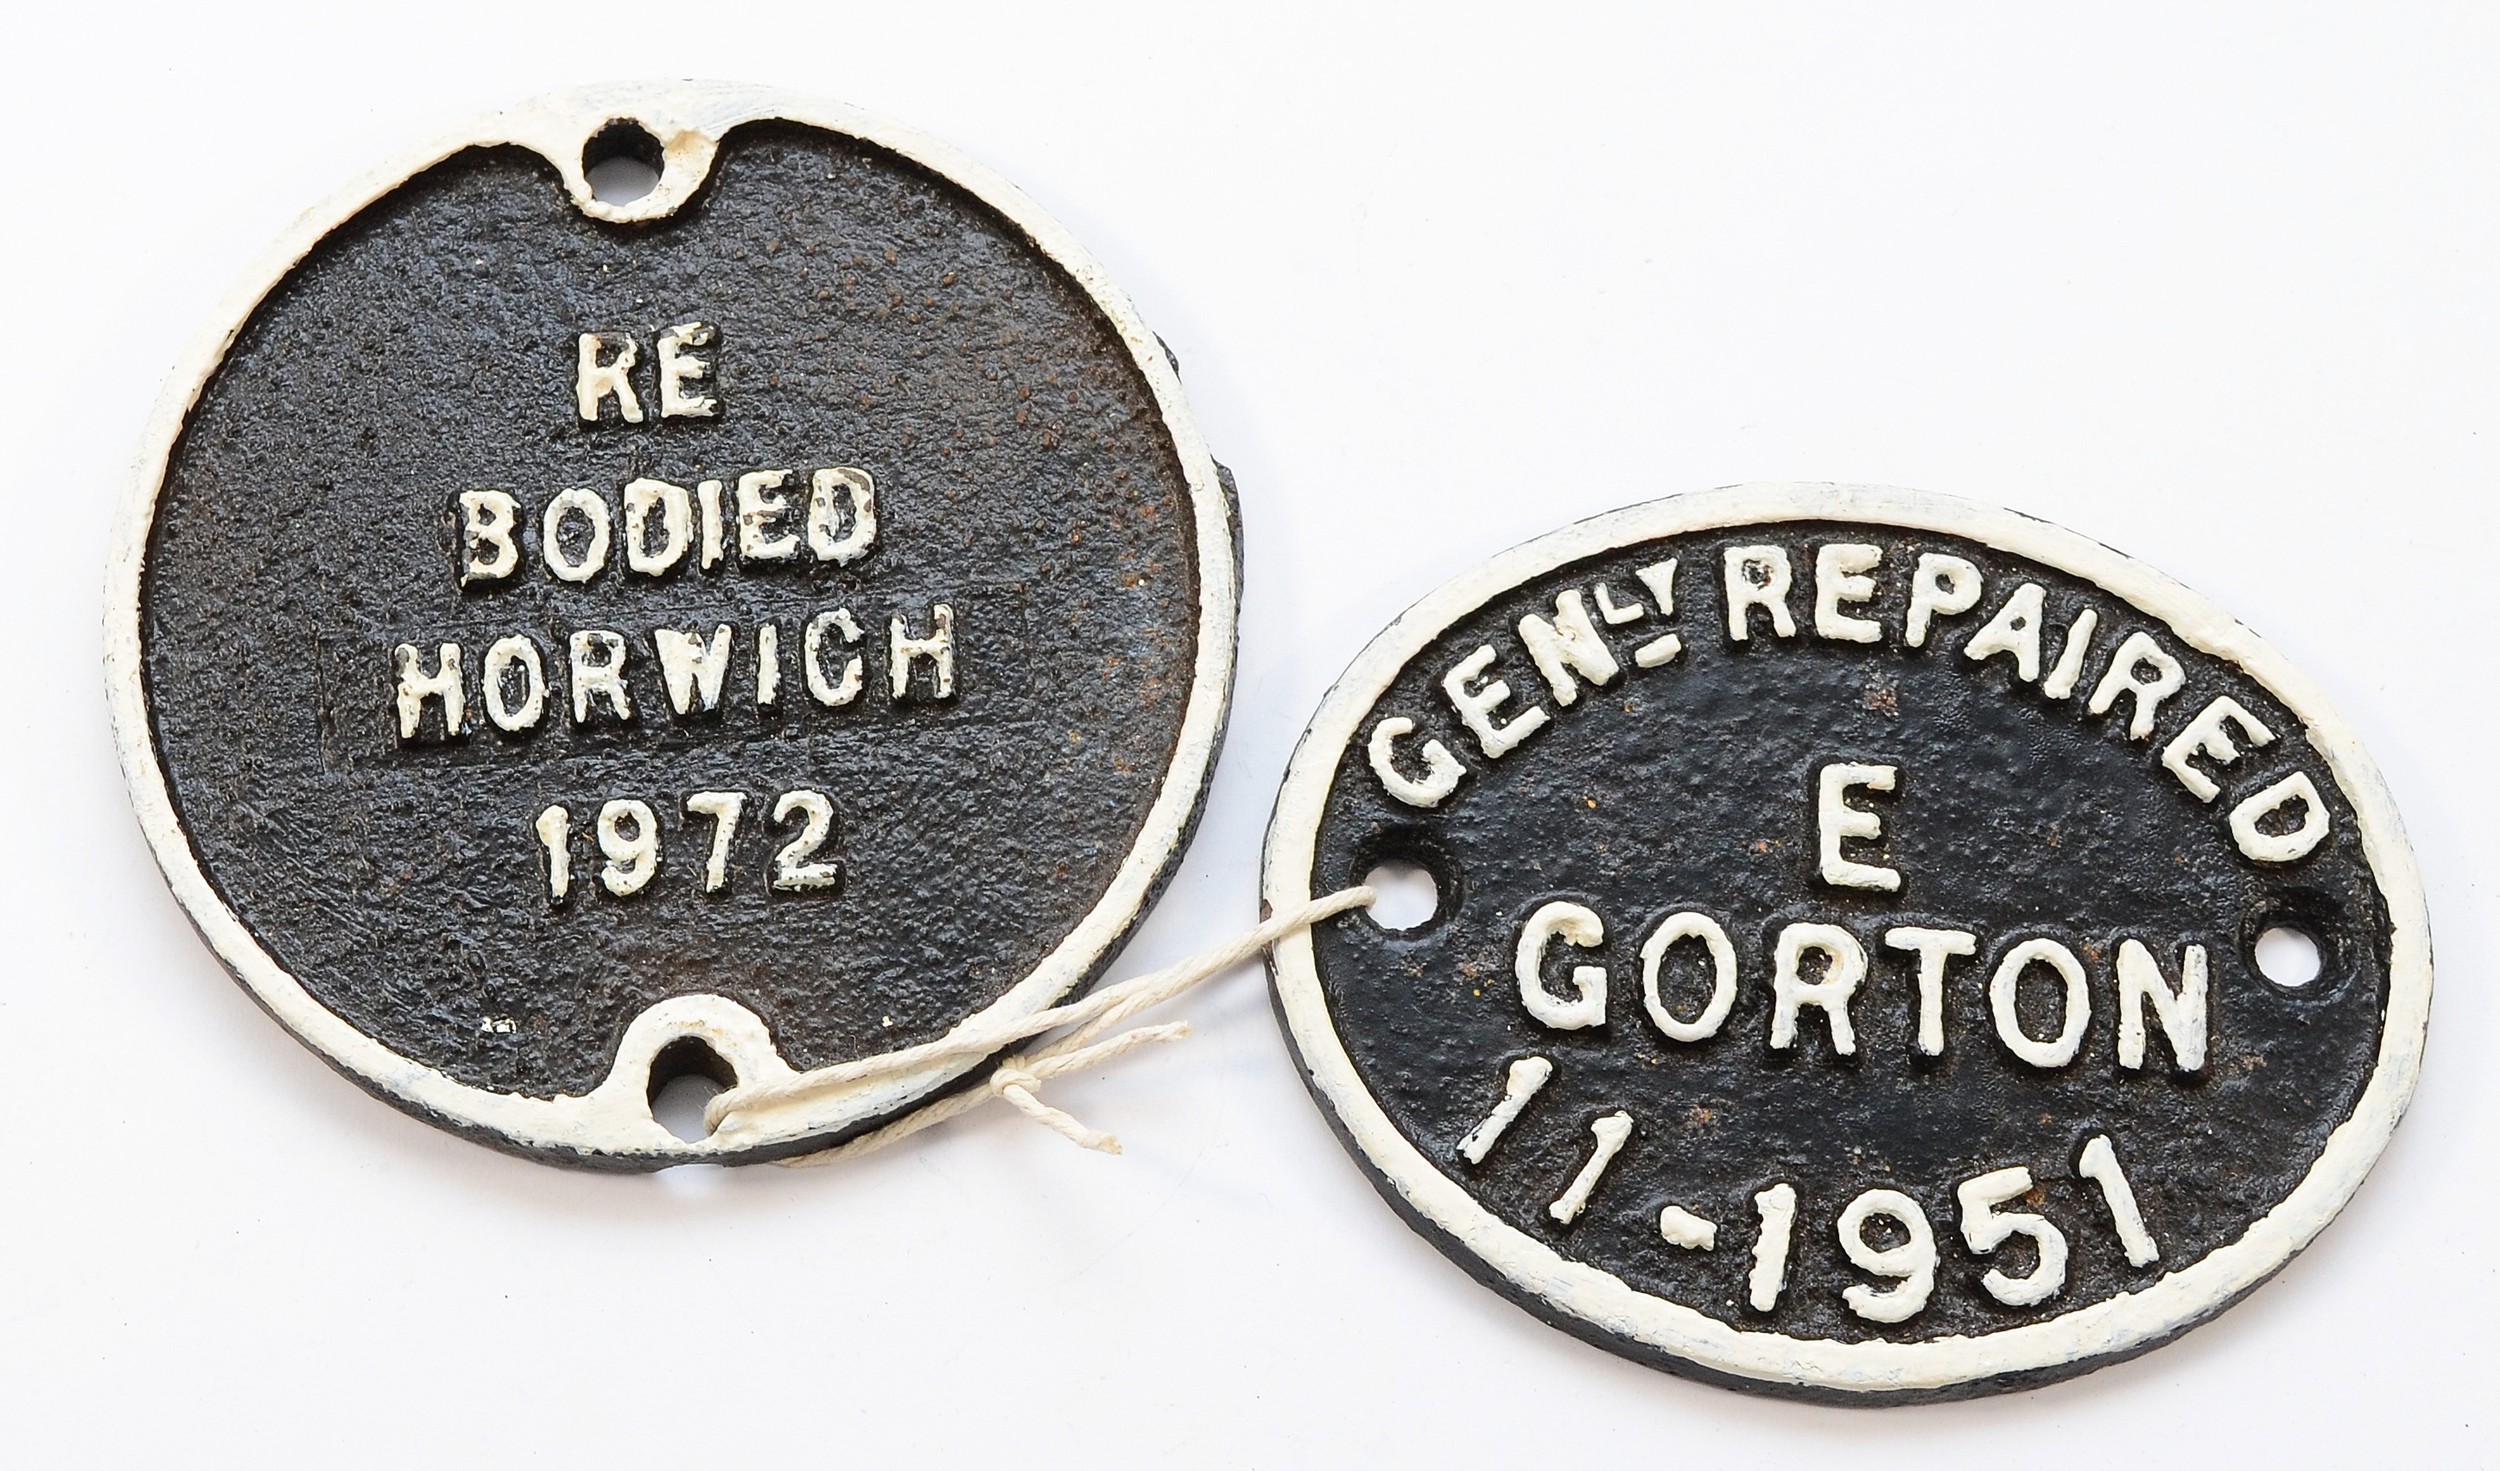 RE
BODIED
HORWICH
1972
GENLY REPAIRED
E
GORTON
11-1951